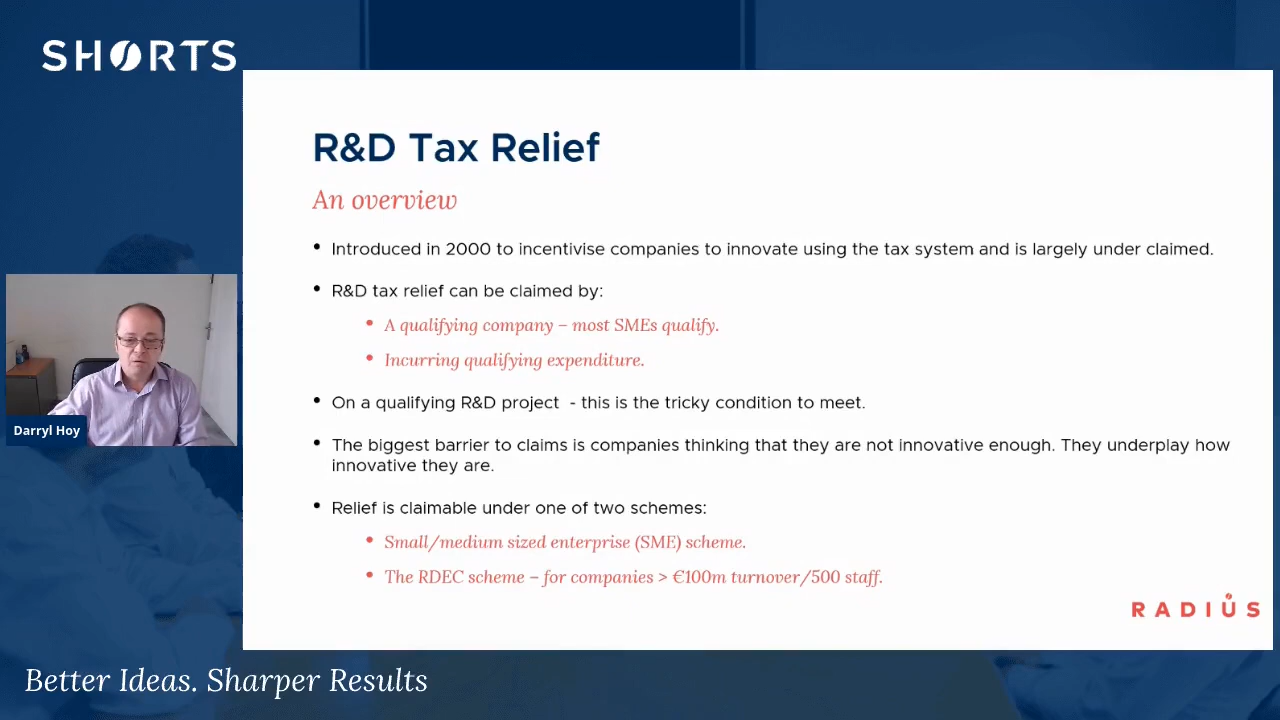 SHORTS
R&D Tax Relief
An overview
• Introduced in 2000 to incentivise companies to innovate using the tax system and is largely under claimed.
• R&D tax relief can be claimed by:
• A qualifying company – most SMEs qualify.
• Incurring qualifying expenditure.
• On a qualifying R&D project - this is the tricky condition to meet.
Darryl Hoy
• The biggest barrier to claims is companies thinking that they are not innovative enough. They underplay how
innovative they are.
• Relief is claimable under one of two schemes:
• Small/medium sized enterprise (SME) scheme.
• The RDEC scheme – for companies > €100m turnover/500 staff.
RADIUS
Better Ideas. Sharper Results